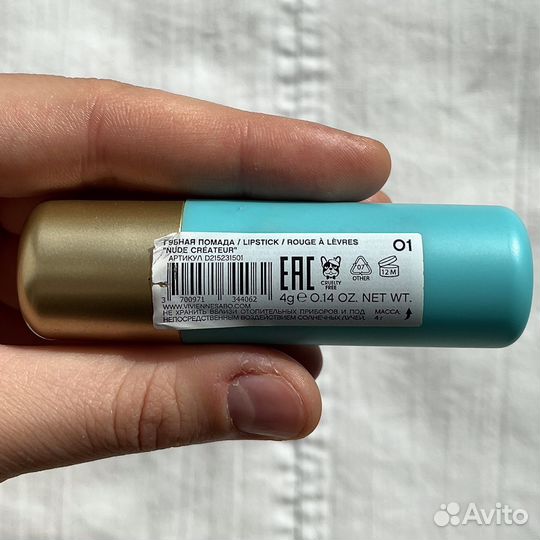 ГУБНАЯ ПОМАДА / LIPSTICK / ROUGE À LÈVRES 01
"NUDE CRÉATEUR"
АРТИКУЛ D215231501
EAC
CRUELTY
FREE
07
OTHER
12 M
3 700971 344062
4g e 0.14 OZ. NET WT.
WWW.VIVIENNESABO.COM
НЕ ХРАНИТЬ ВБЛИЗИ ОТОПИТЕЛЬНЫХ ПРИБОРОВ И ПОД
НЕПОСРЕДСТВЕННЫМ ВОЗДЕЙСТВИЕМ СОЛНЕЧНЫХ ЛУЧЕЙ.
МАССА:
4 г
Avito